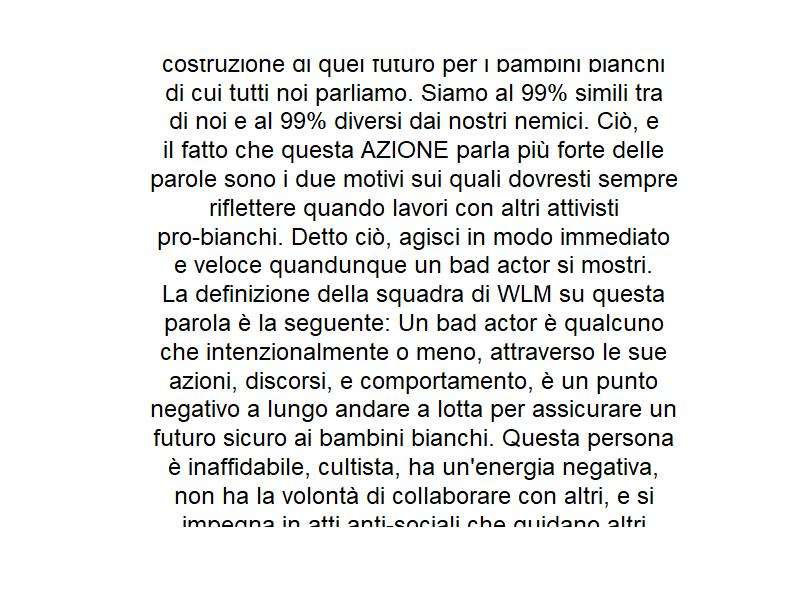 costruzione di quel futuro per i bambini bianchi
di cui tutti noi parliamo. Siamo al 99% simili tra
di noi e al 99% diversi dai nostri nemici. Ciò, e
il fatto che questa AZIONE parla più forte delle
parole sono i due motivi sui quali dovresti sempre
riflettere quando lavori con altri attivisti
pro-bianchi. Detto ciò, agisci in modo immediato
e veloce quandunque un bad actor si mostri.
La definizione della squadra di WLM su questa
parola è la seguente: Un bad actor è qualcuno
che intenzionalmente o meno, attraverso le sue
azioni, discorsi, e comportamento, è un punto
negativo a lungo andare a lotta per assicurare un
futuro sicuro ai bambini bianchi. Questa persona
è inaffidabile, cultista, ha un'energia negativa,
non ha la volontà di collaborare con altri, e si
impegna in atti anti-sociali che guidano altri